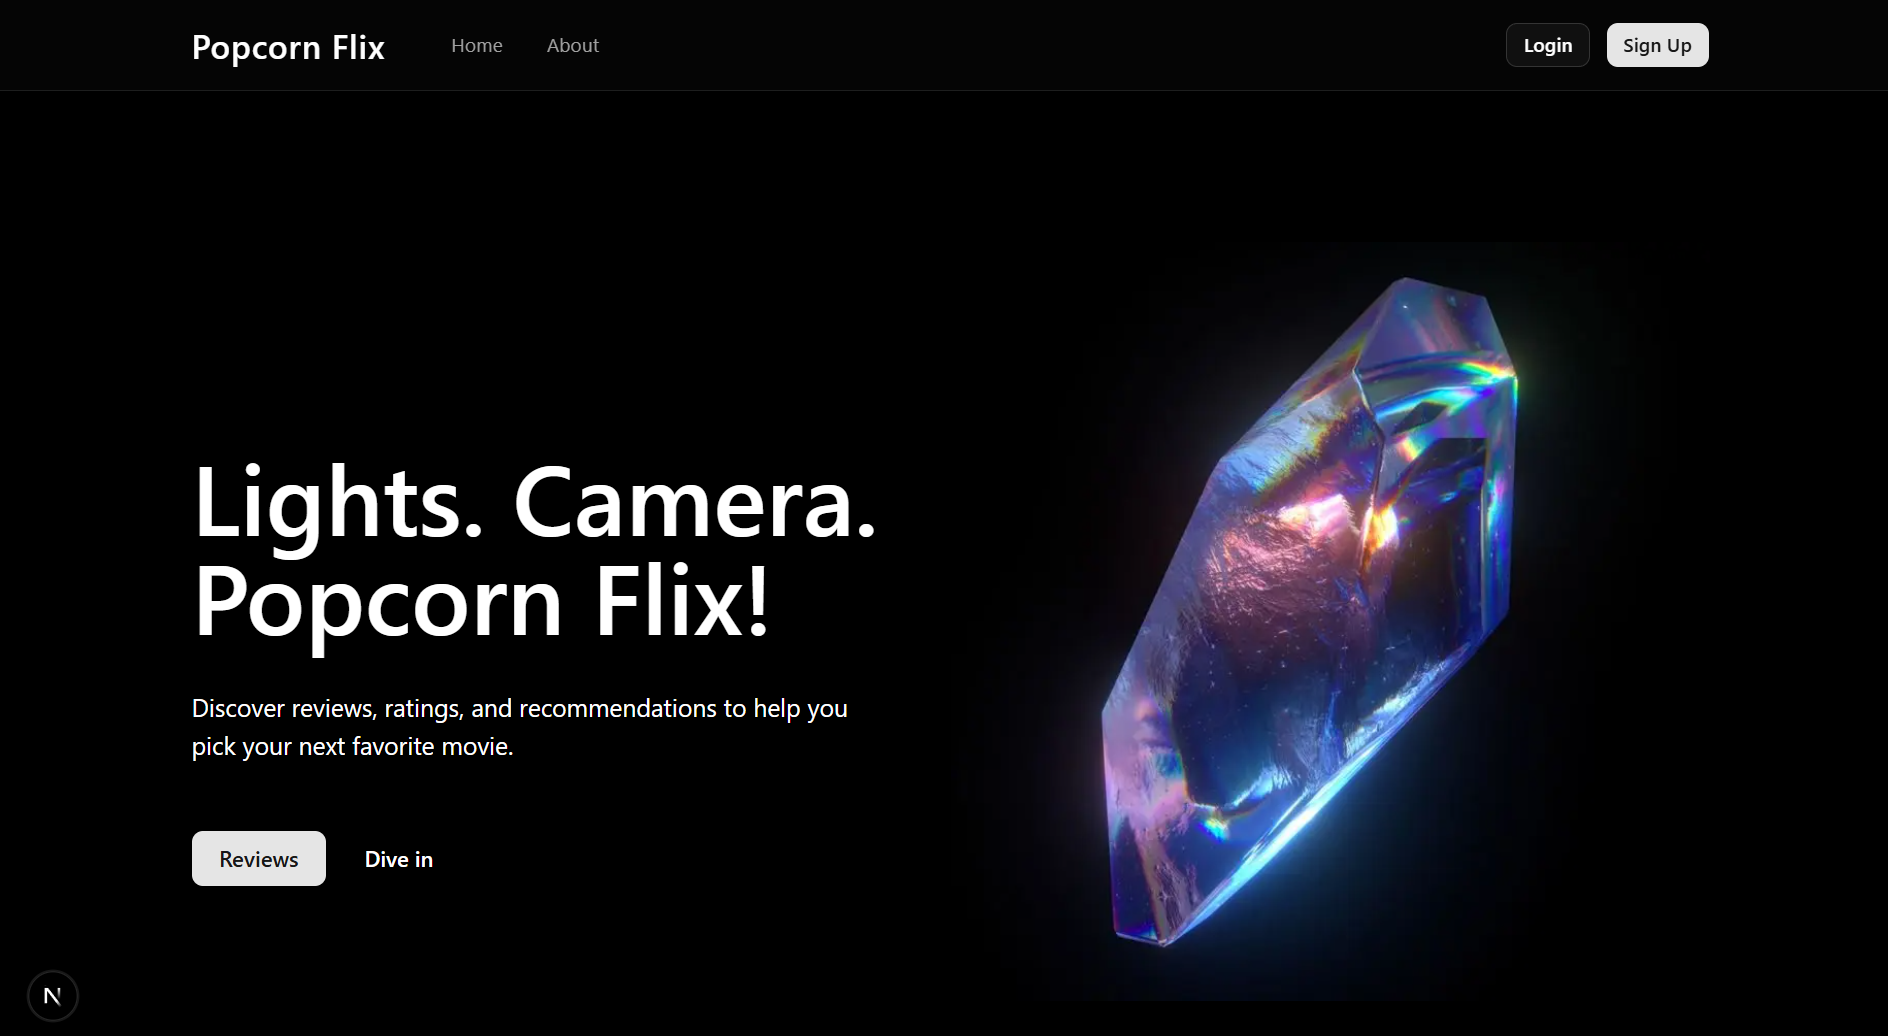 Popcorn Flix
Home
About
Login
Sign Up
Lights. Camera.
Popcorn Flix!
Discover reviews, ratings, and recommendations to help you
pick your next favorite movie.
Reviews
Dive in
N